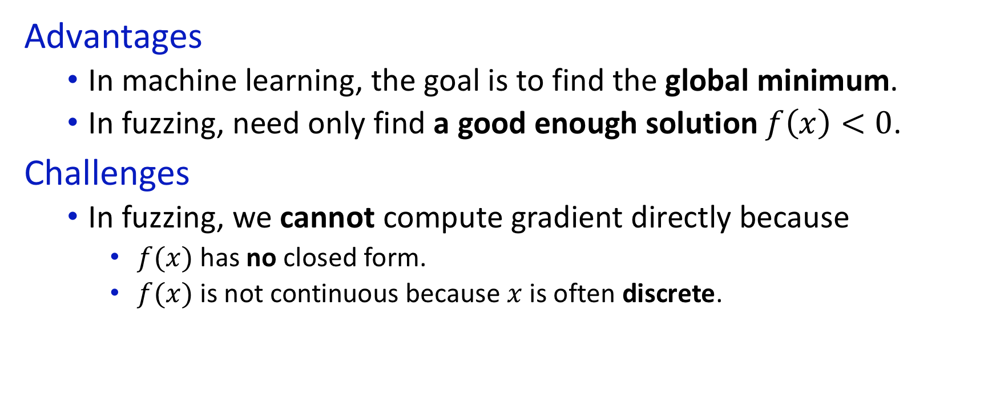 Advantages
• In machine learning, the goal is to find the global minimum.
• In fuzzing, need only find a good enough solution f(x) < 0.
Challenges
• In fuzzing, we cannot compute gradient directly because
• f(x) has no closed form.
• f(x) is not continuous because x is often discrete.